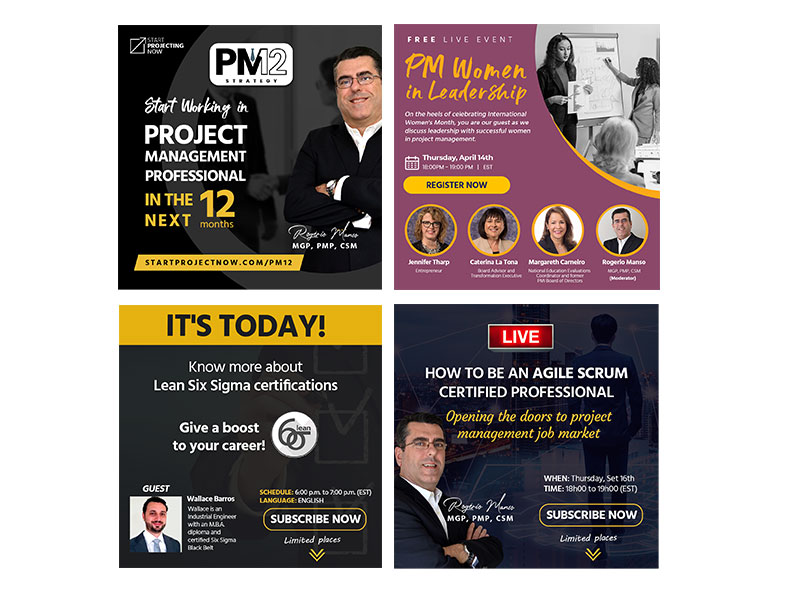 START
PROJECTING
NOW
PM12
STRATEGY
Start Working in
PROJECT
MANAGEMENT
PROFESSIONAL
IN THE
NEXT
12
months
Rogerio Manso
MGP, PMP, CSM
STARTPROJECTNOW.COM/PM12
FREE LIVE EVENT
PM Women
in Leadership
On the heels of celebrating International
Women's Month, you are our guest as we
discuss leadership with successful women
in project management.
Thursday, April 14th
18:00PM - 19:00 PM | EST
REGISTER NOW
Jennifer Tharp
Entrepreneur
Caterina La Tona
Board Advisor and
Transformation Executive
Margareth Carneiro
National Education Evaluations
Coordinator and former
PMI Board of Directors
Rogerio Manso
MGP, PMP, CSM
(Moderator)
IT'S TODAY!
Know more about
Lean Six Sigma certifications
Give a boost
to your career!
lean
6σ
GUEST
Wallace Barros
Wallace is an
Industrial Engineer
with an M.B.A.
diploma and
certified Six Sigma
Black Belt
SCHEDULE: 6:00 p.m. to 7:00 p.m. (EST)
LANGUAGE: ENGLISH
SUBSCRIBE NOW
Limited places
LIVE
HOW TO BE AN AGILE SCRUM
CERTIFIED PROFESSIONAL
Opening the doors to project
management job market
Rogerio Manso
MGP, PMP, CSM
WHEN: Thursday, Set 16th
TIME: 18h00 to 19h00 (EST)
SUBSCRIBE NOW
Limited places